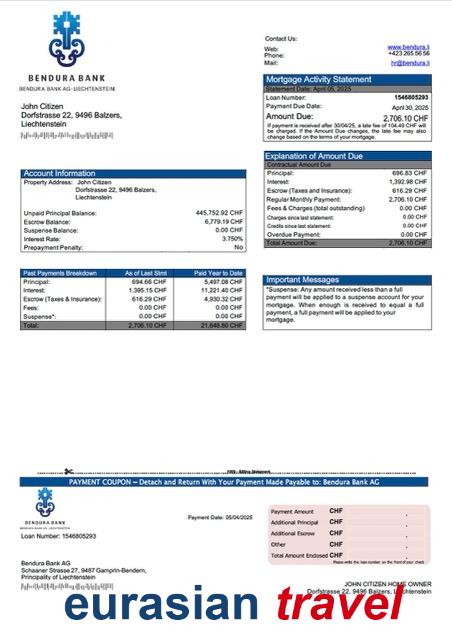 BENDURA BANK
BENDURA BANK AG-LIECHTENSTEIN
Contact Us:
Web: www.bendura.li
Phone: +423 265 56 56
Mail: hr@bendura.li
John Citizen
Dorfstrasse 22, 9496 Balzers,
Liechtenstein
Mortgage Activity Statement
Statement Date: April 05, 2025
Loan Number: 1546805293
Payment Due Date: April 30, 2025
Amount Due: 2,706.10 CHF
If payment is received after 30/04/25, a late fee of 104.49 CHF will
be charged. If the Amount Due changes, the late fee may also
change based on the terms of your mortgage.
Explanation of Amount Due
Contractual Amount Due
Principal: 696.83 CHF
Interest: 1,392.98 CHF
Escrow (Taxes and Insurance): 616.29 CHF
Regular Monthly Payment: 2,706.10 CHF
Fees & Charges (total outstanding) 0.00 CHF
Charges since last statement: 0.00 CHF
Credits since last statement: 0.00 CHF
Overdue Payment: 0.00 CHF
Total Amount Due: 2,706.10 CHF
Account Information
Property Address: John Citizen
Dorfstrasse 22, 9496 Balzers,
Liechtenstein
Unpaid Principal Balance: 445,752.92 CHF
Escrow Balance: 6,779.19 CHF
Suspense Balance: 0.00 CHF
Interest Rate: 3.750%
Prepayment Penalty: No
Past Payments Breakdown As of Last Stmt Paid Year to Date
Principal: 694.66 CHF 5,497.08 CHF
Interest: 1,395.15 CHF 11,221.40 CHF
Escrow (Taxes & Insurance): 616.29 CHF 4,930.32 CHF
Fees: 0.00 CHF 0.00 CHF
Suspense*: 0.00 CHF 0.00 CHF
Total: 2,706.10 CHF 21,648.80 CHF
Important Messages
*Suspense: Any amount received less than a full
payment will be applied to a suspense account for your
mortgage. When enough is received to equal a full
payment, a full payment will be applied to your
mortgage.
PAYMENT COUPON – Detach and Return With Your Payment Made Payable to: Bendura Bank AG
BENDURA BANK
BENDURA BANK AG-LIECHTENSTEIN
Loan Number: 1546805293
Payment Date: 05/04/2025
Payment Amount CHF .
Additional Principal CHF .
Additional Escrow CHF .
Other CHF .
Total Amount Enclosed CHF .
Please write the loan number on the front of your check
Bendura Bank AG
Schaaner Strasse 27, 9487 Gamprin-Bendern,
Principality of Liechtenstein
JOHN CITIZEN HOME OWNER
Dorfstrasse 22, 9496 Balzers,
eurasian travel